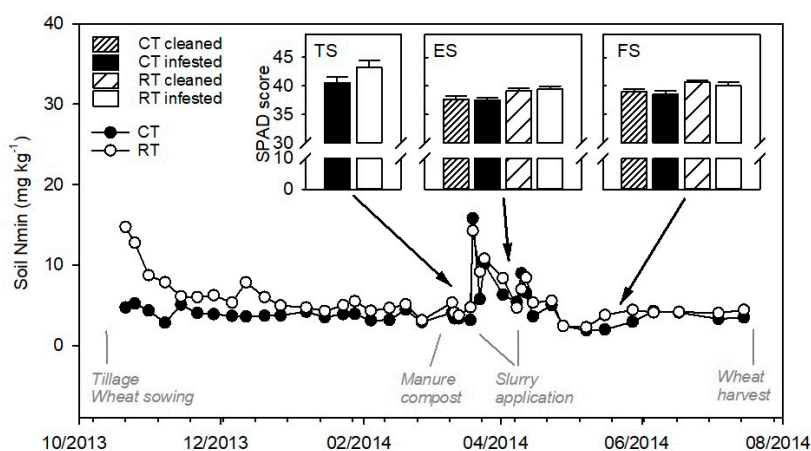 40
30
20
10
0
Soil Nmin (mg kg-1)
CT cleaned
CT infested
RT cleaned
RT infested
CT
RT
TS
ES
FS
SPAD score
45
40
35
30
10
0
Tillage
Wheat sowing
Manure
compost
Slurry
application
Wheat
harvest
10/2013
12/2013
02/2014
04/2014
06/2014
08/2014